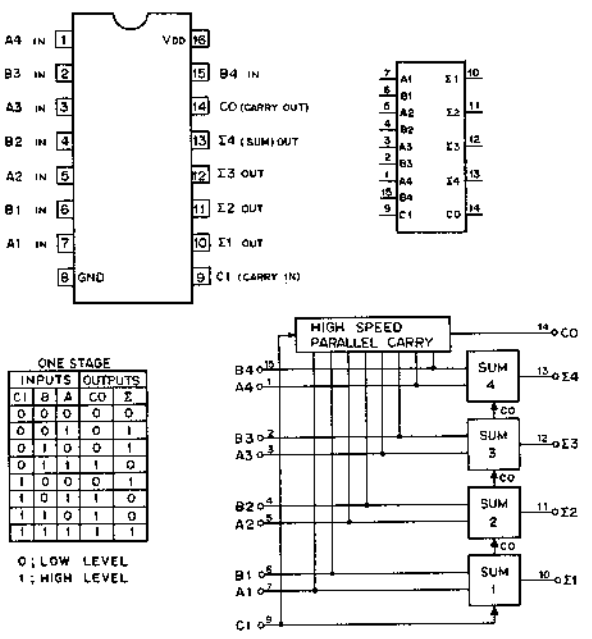 A4 IN 1
B3 IN 2
A3 IN 3
B2 IN 4
A2 IN 5
B1 IN 6
A1 IN 7
8 GND
VDD 16
15 B4 IN
14 CO (CARRY OUT)
13 Σ4 (SUM) OUT
12 Σ3 OUT
11 Σ2 OUT
10 Σ1 OUT
9 CI (CARRY IN)
7 A1 Σ1 10
6 B1
5 A2 Σ2 11
4 B2
3 A3 Σ3 12
2 B3
1 A4 Σ4 13
15 B4
9 CI CO 14
ONE STAGE
INPUTS OUTPUTS
CI B A CO Σ
0 0 0 0 0
0 0 1 0 1
0 1 0 0 1
0 1 1 1 0
1 0 0 0 1
1 0 1 1 0
1 1 0 1 0
1 1 1 1 1
0 ; LOW LEVEL
1 ; HIGH LEVEL
HIGH SPEED
PARALLEL CARRY
14 CO
B4 15
A4 1
SUM
4
13 Σ4
CO
B3 2
A3 3
SUM
3
12 Σ3
CO
B2 4
A2 5
SUM
2
11 Σ2
CO
B1 6
A1 7
SUM
1
10 Σ1
CI 9